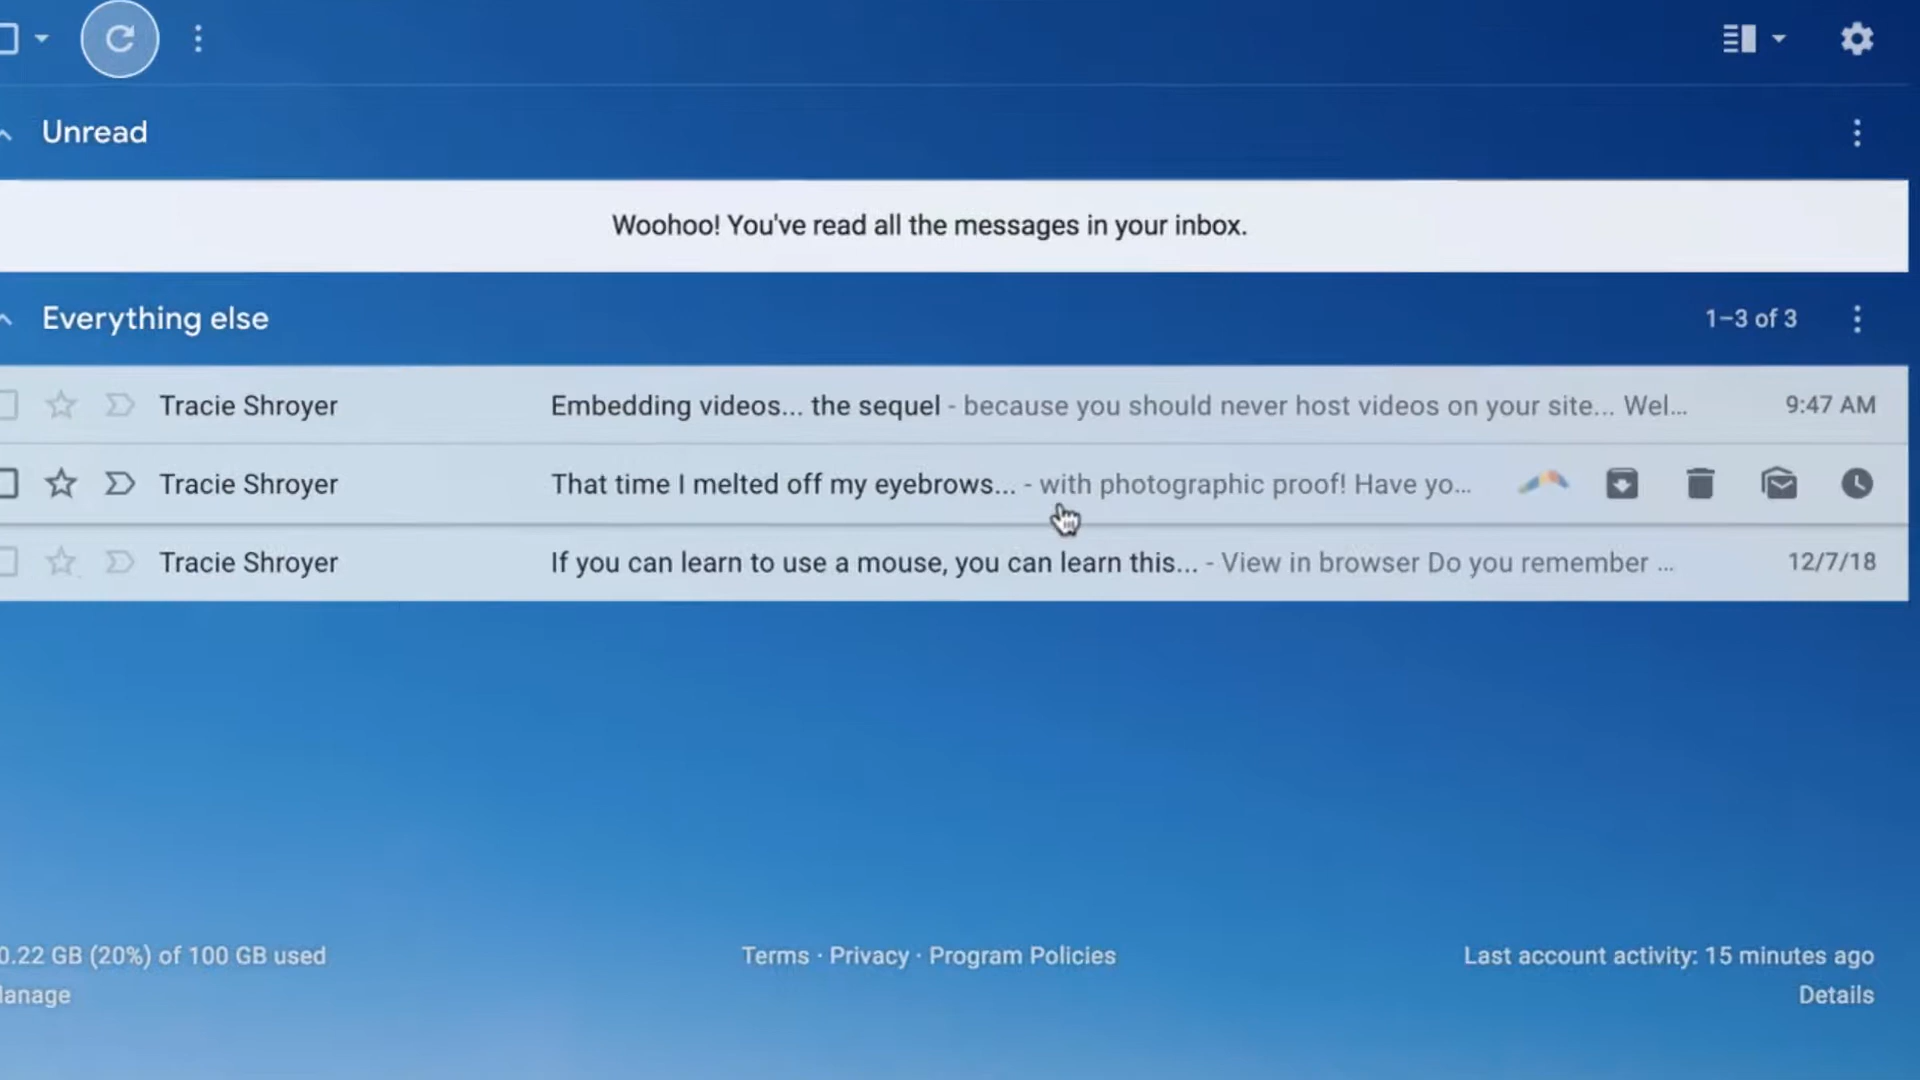 Unread
Woohoo! You've read all the messages in your inbox.
Everything else 1–3 of 3
Tracie Shroyer Embedding videos... the sequel - because you should never host videos on your site... Wel... 9:47 AM
Tracie Shroyer That time I melted off my eyebrows... - with photographic proof! Have yo...
Tracie Shroyer If you can learn to use a mouse, you can learn this... - View in browser Do you remember ... 12/7/18
0.22 GB (20%) of 100 GB used Terms · Privacy · Program Policies Last account activity: 15 minutes ago
anage Details